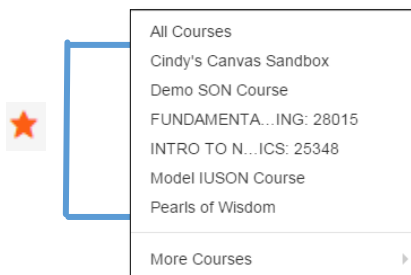 All Courses
Cindy's Canvas Sandbox
Demo SON Course
FUNDAMENTA...ING: 28015
INTRO TO N...ICS: 25348
Model IUSON Course
Pearls of Wisdom
More Courses